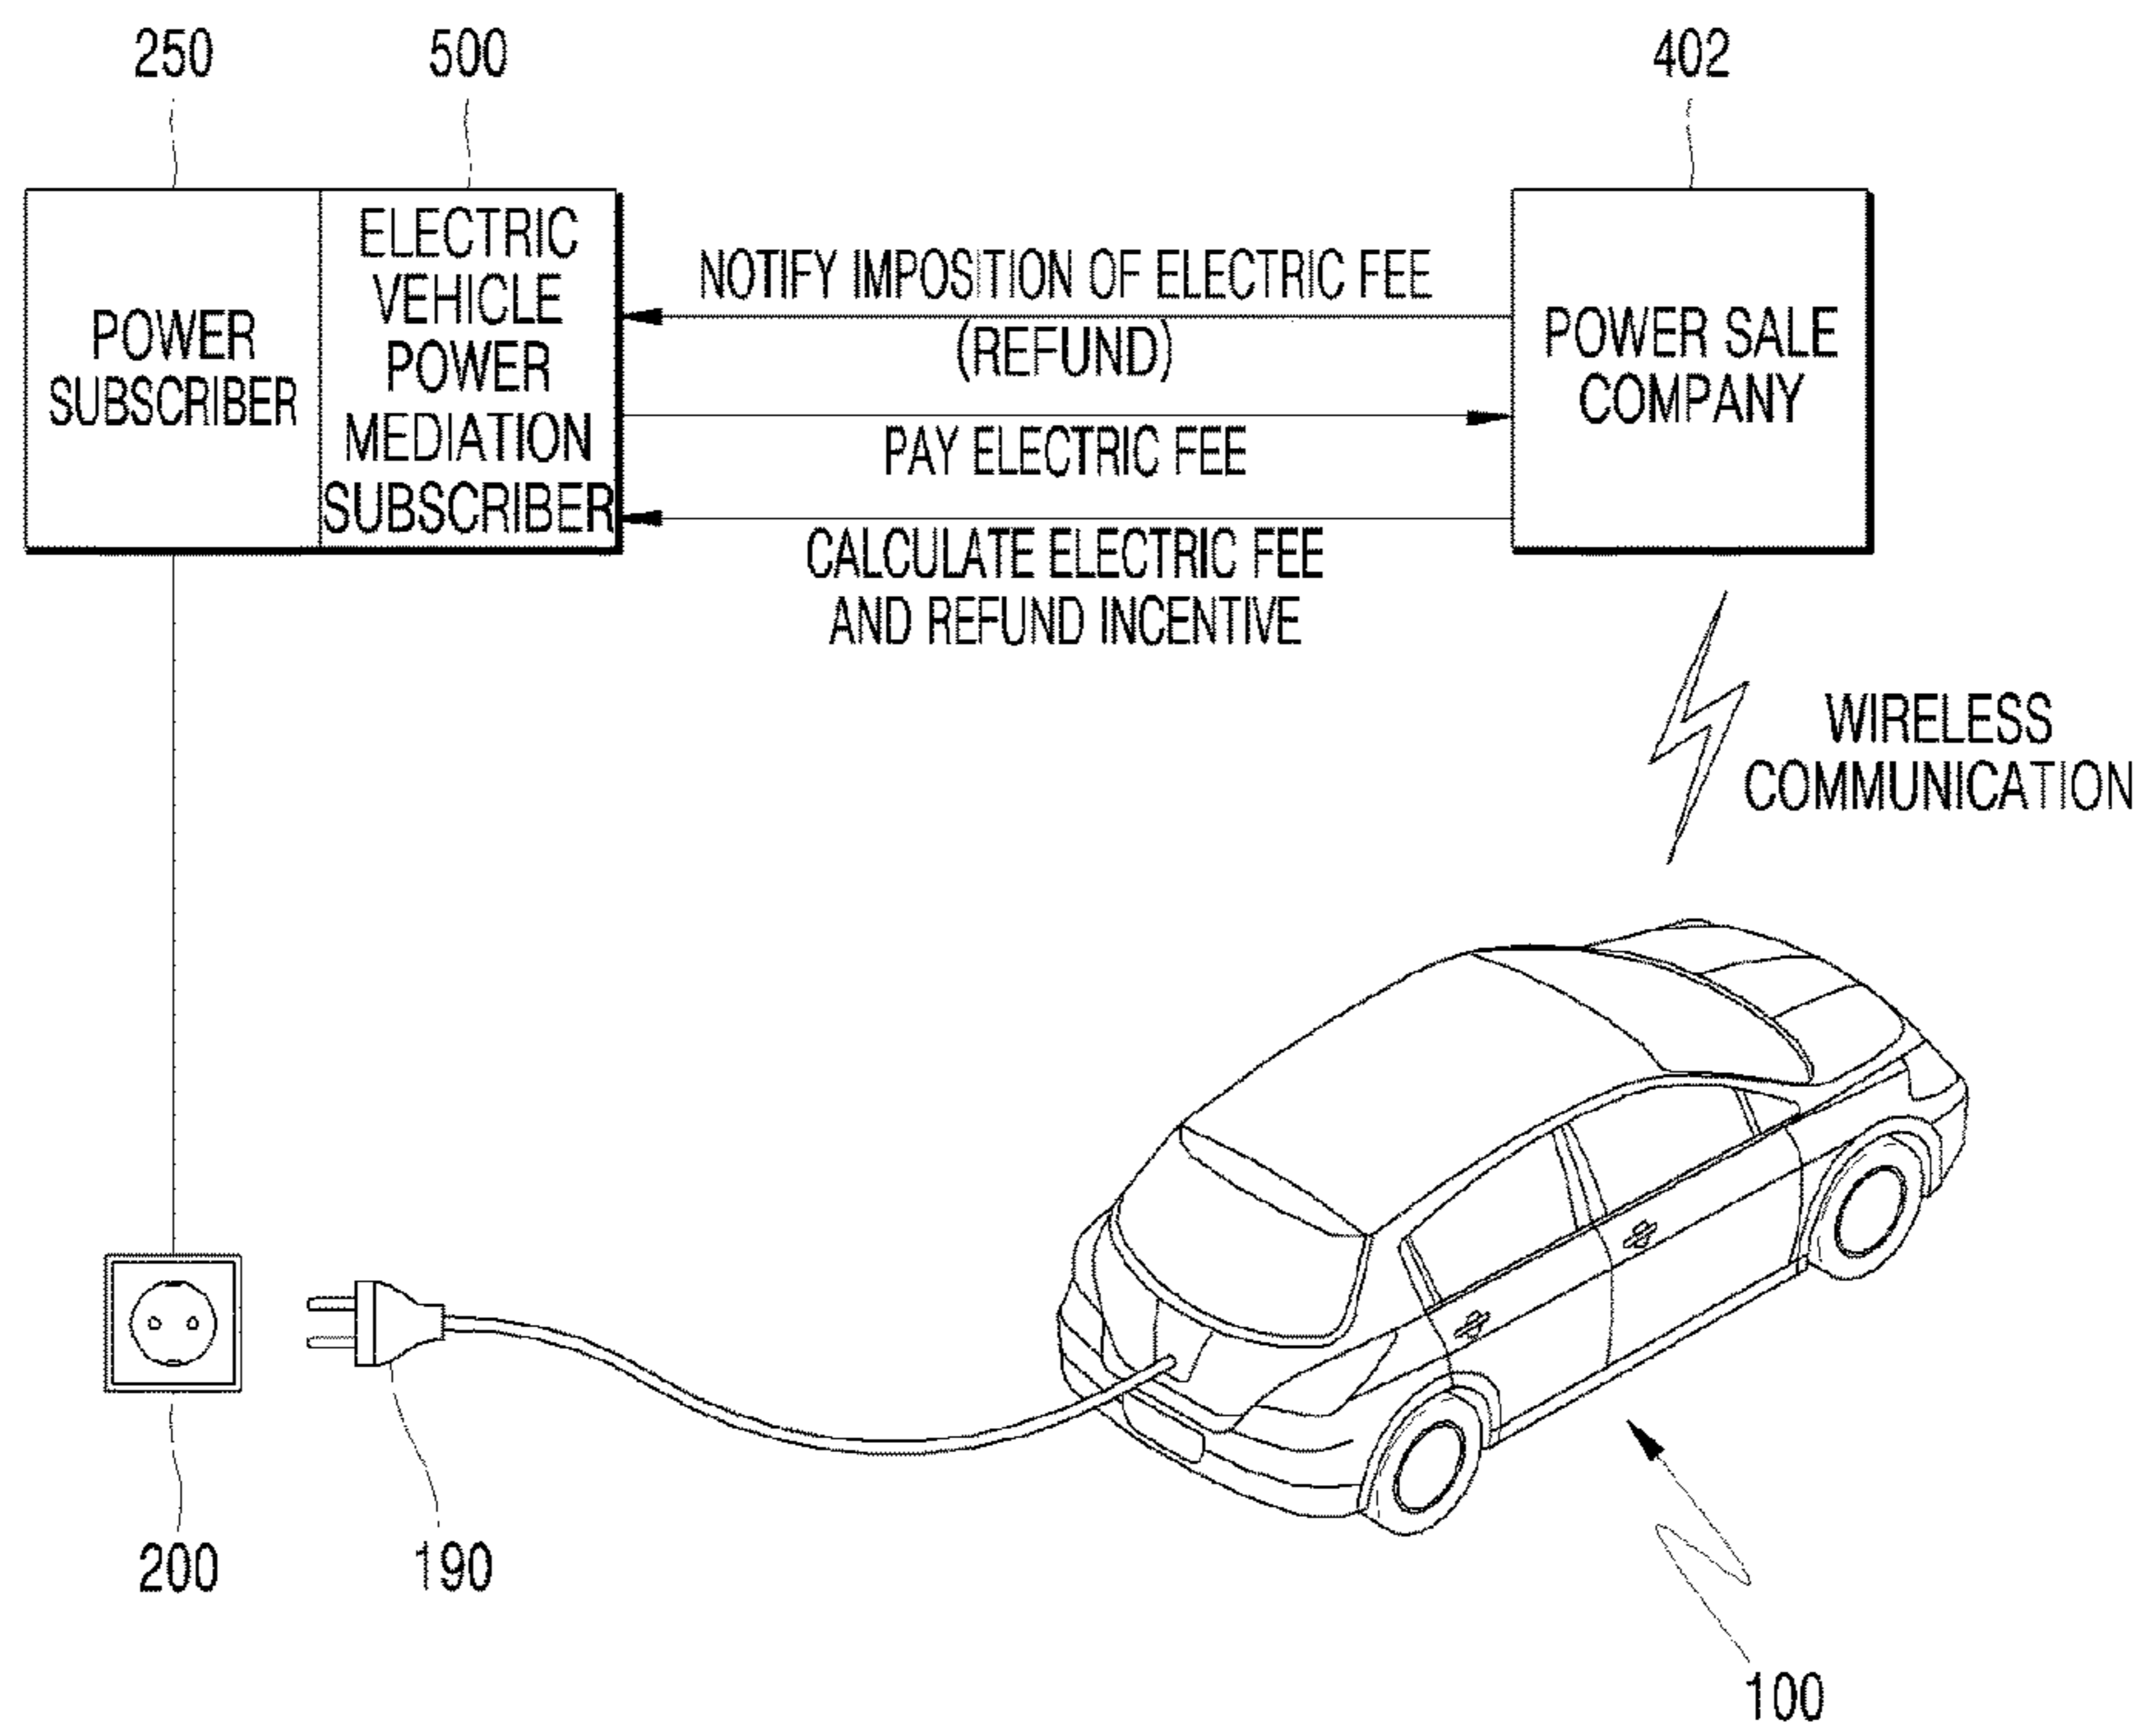 250
500
402
POWER
SUBSCRIBER
ELECTRIC
VEHICLE
POWER
MEDIATION
SUBSCRIBER
NOTIFY IMPOSITION OF ELECTRIC FEE
(REFUND)
PAY ELECTRIC FEE
CALCULATE ELECTRIC FEE
AND REFUND INCENTIVE
POWER SALE
COMPANY
WIRELESS
COMMUNICATION
200
190
100